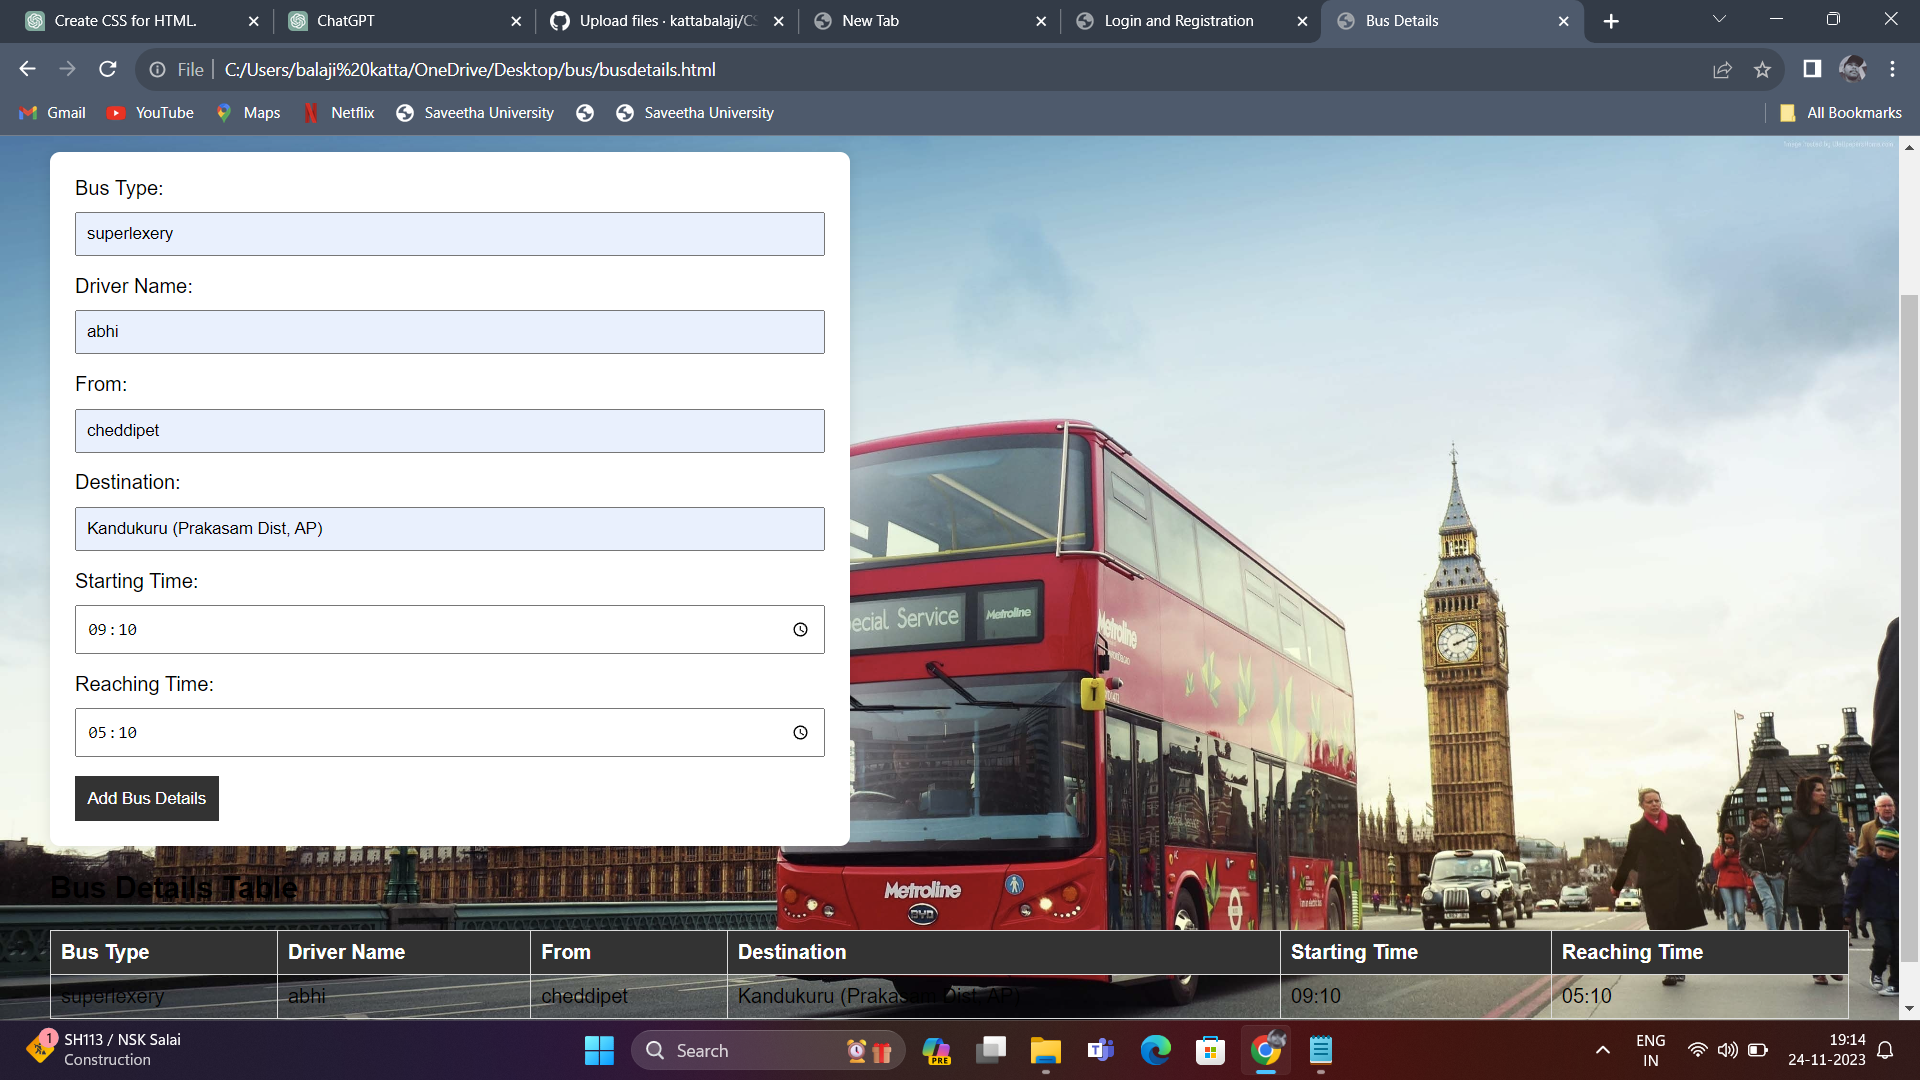 Create CSS for HTML.
ChatGPT
Upload files · kattabalaji/CS
New Tab
Login and Registration
Bus Details
File
C:/Users/balaji%20katta/OneDrive/Desktop/bus/busdetails.html
Gmail
YouTube
Maps
Netflix
Saveetha University
Saveetha University
All Bookmarks
Bus Type:
superlexery
Driver Name:
abhi
From:
cheddipet
Destination:
Kandukuru (Prakasam Dist, AP)
Starting Time:
09:10
Reaching Time:
05:10
Add Bus Details
ecial Service
Metroline
Metroline
Metroline
BYD
Bus Details Table
Bus Type Driver Name From Destination Starting Time Reaching Time
superlexery abhi cheddipet Kandukuru (Prakasam Dist, AP) 09:10 05:10
1
SH113 / NSK Salai
Construction
Search
PRE
ENG
IN
19:14
24-11-2023